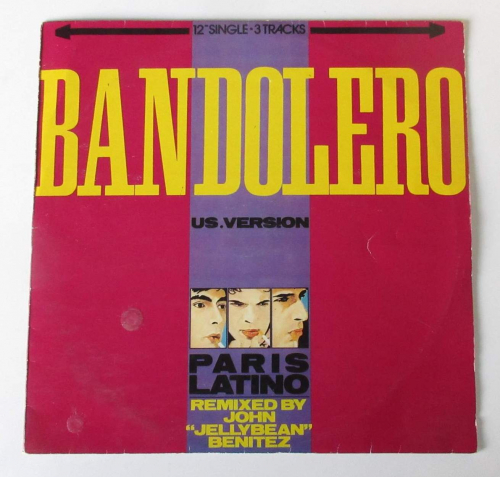 12" SINGLE • 3 TRACKS
BANDOLERO
US.VERSION
PARIS
LATINO
REMIXED BY
JOHN
"JELLYBEAN"
BENITEZ